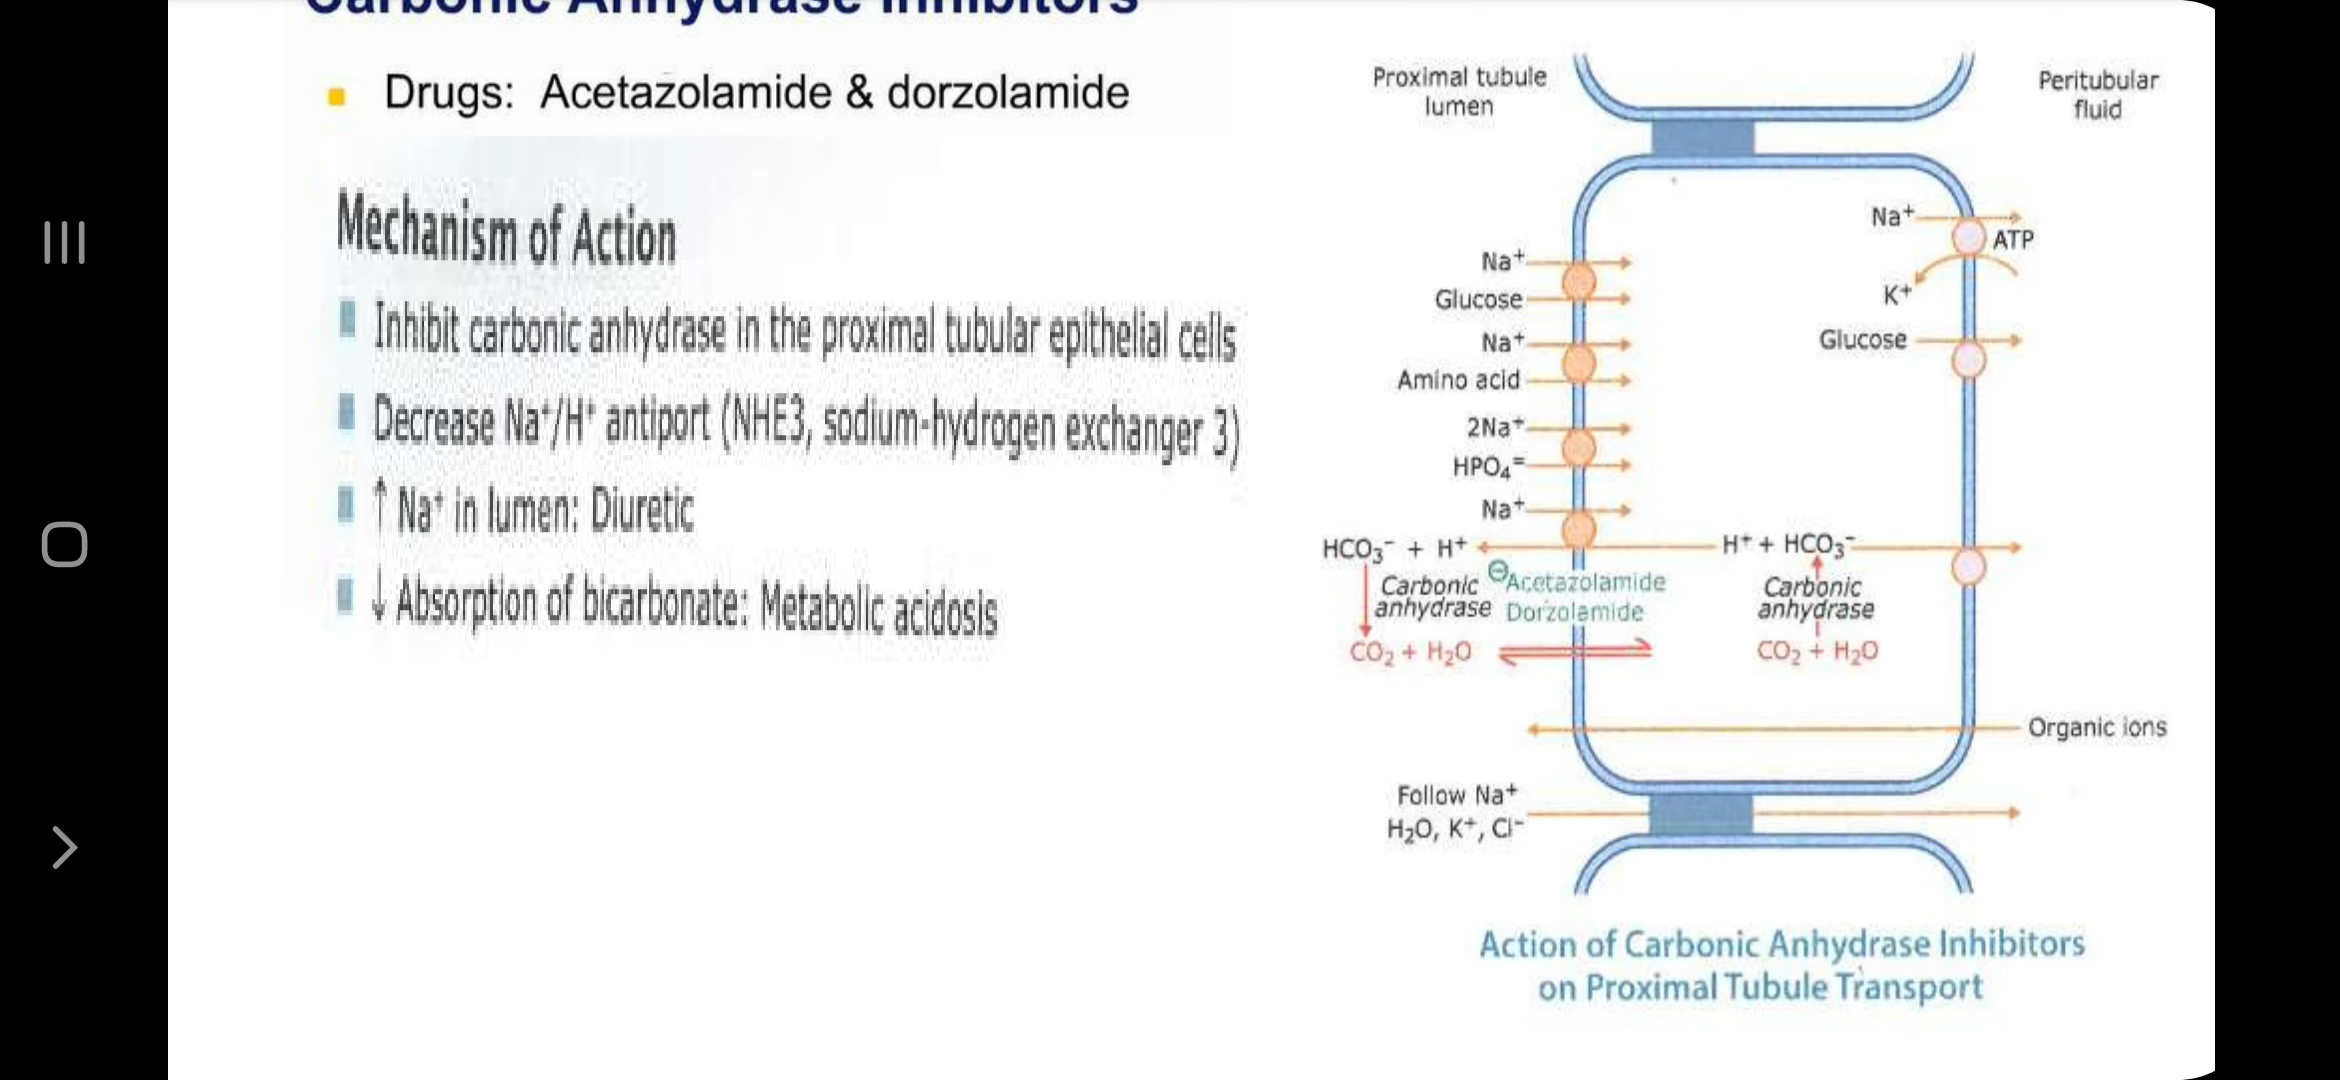 Carbonic Anhydrase Inhibitors
Drugs: Acetazolamide & dorzolamide
Mechanism of Action
Inhibit carbonic anhydrase in the proximal tubular epithelial cells
Decrease Na⁺/H⁺ antiport (NHE3, sodium-hydrogen exchanger 3)
↑ Na⁺ in lumen: Diuretic
↓ Absorption of bicarbonate: Metabolic acidosis
Proximal tubule
lumen
Peritubular
fluid
Na⁺
ATP
K⁺
Glucose
Na⁺
Glucose
Na⁺
Amino acid
2Na⁺
HPO₄⁼
Na⁺
HCO₃⁻ + H⁺
H⁺ + HCO₃⁻
Carbonic
anhydrase
Acetazolamide
Dorzolamide
Carbonic
anhydrase
CO₂ + H₂O
CO₂ + H₂O
Organic ions
Follow Na⁺
H₂O, K⁺, Cl⁻
Action of Carbonic Anhydrase Inhibitors
on Proximal Tubule Transport